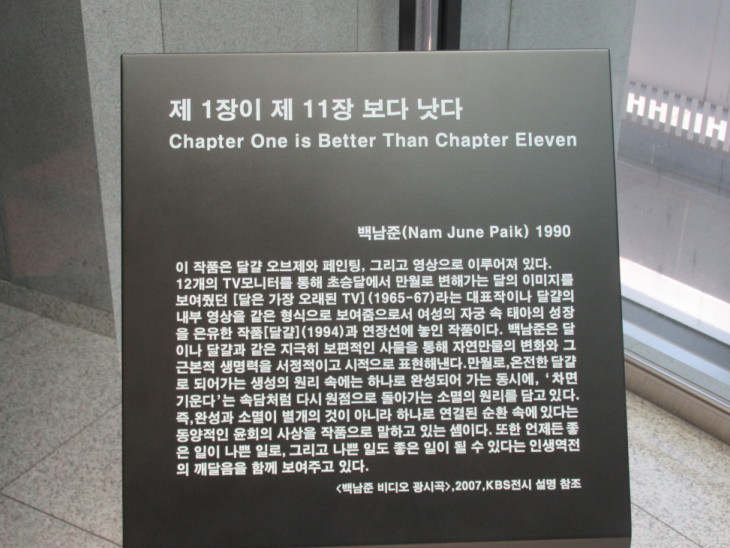 제 1장이 제 11장 보다 낫다
Chapter One is Better Than Chapter Eleven
백남준(Nam June Paik) 1990
이 작품은 달걀 오브제와 페인팅, 그리고 영상으로 이루어져 있다.
12개의 TV모니터를 통해 초승달에서 만월로 변해가는 달의 이미지를
보여줬던 [달은 가장 오래된 TV](1965-67)라는 대표작이나 달걀의
내부 영상을 같은 형식으로 보여줌으로서 여성의 자궁 속 태아의 성장
을 은유한 작품[달걀](1994)과 연장선에 놓인 작품이다. 백남준은 달
이나 달걀과 같은 지극히 보편적인 사물을 통해 자연만물의 변화와 그
근본적 생명력을 서정적이고 시적으로 표현해낸다.만월로,온전한 달걀
로 되어가는 생성의 원리 속에는 하나로 완성되어 가는 동시에, '차면
기운다'는 속담처럼 다시 원점으로 돌아가는 소멸의 원리를 담고 있다.
즉,완성과 소멸이 별개의 것이 아니라 하나로 연결된 순환 속에 있다는
동양적인 윤회의 사상을 작품으로 말하고 있는 셈이다. 또한 언제든 좋
은 일이 나쁜 일로, 그리고 나쁜 일도 좋은 일이 될 수 있다는 인생역전
의 깨달음을 함께 보여주고 있다.
<백남준 비디오 광시곡>,2007,KBS전시 설명 참조